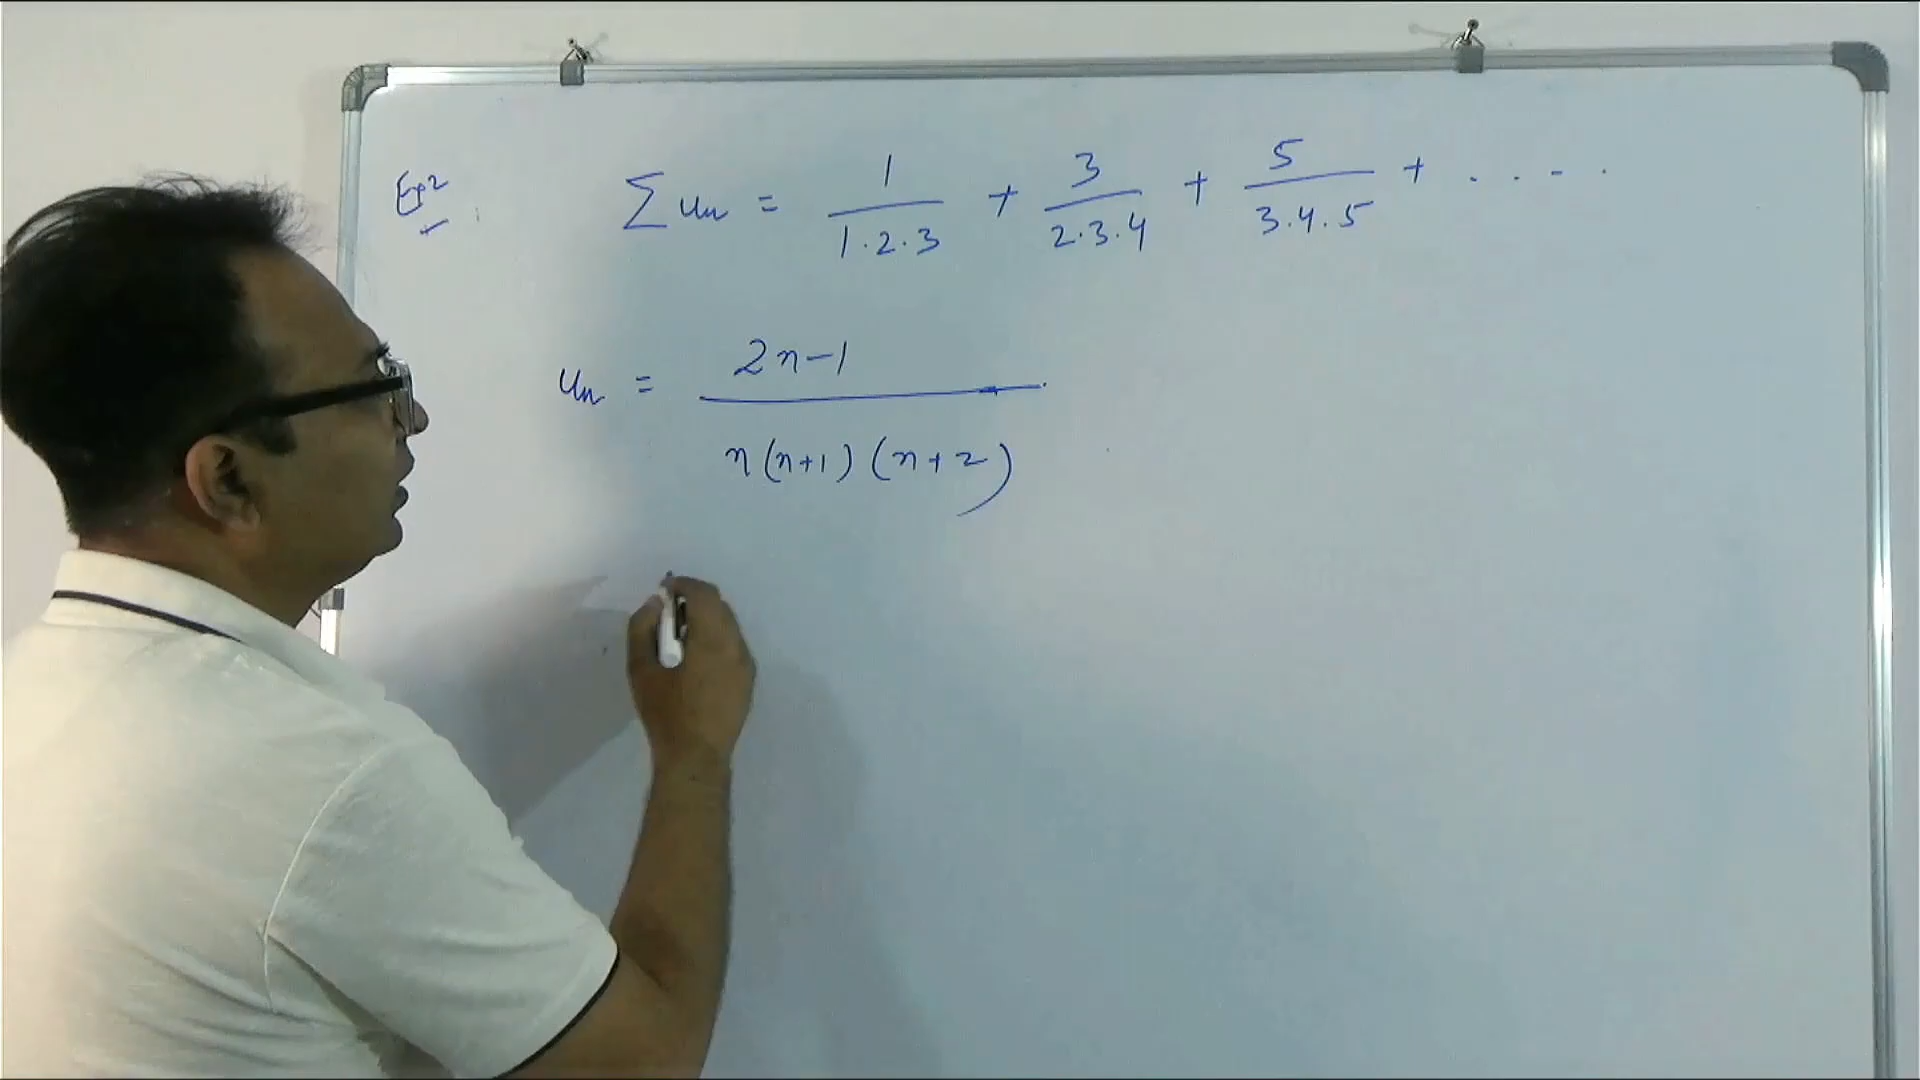 Ex 2
∑ uₙ = 1/(1·2·3) + 3/(2·3·4) + 5/(3·4·5) + ....
uₙ = (2n-1)/(n(n+1)(n+2))